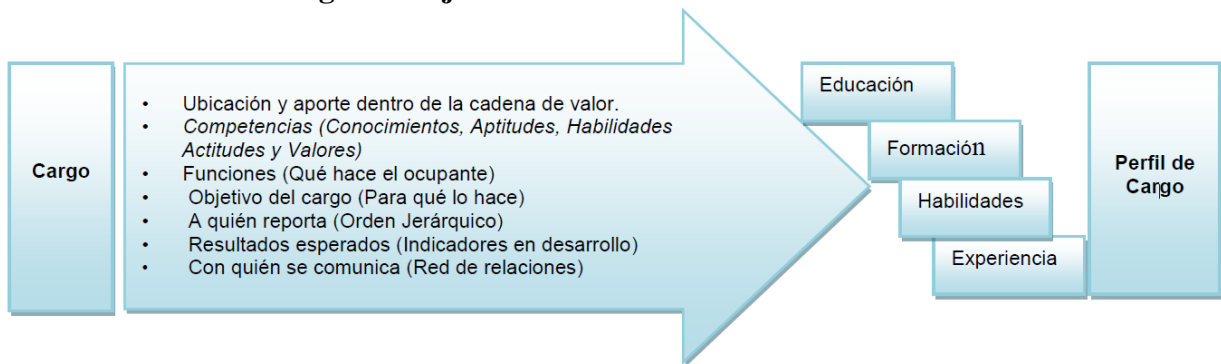 Cargo
• Ubicación y aporte dentro de la cadena de valor.
• Competencias (Conocimientos, Aptitudes, Habilidades
Actitudes y Valores)
• Funciones (Qué hace el ocupante)
• Objetivo del cargo (Para qué lo hace)
• A quién reporta (Orden Jerárquico)
• Resultados esperados (Indicadores en desarrollo)
• Con quién se comunica (Red de relaciones)
Educación
Formación
Habilidades
Experiencia
Perfil de
Cargo